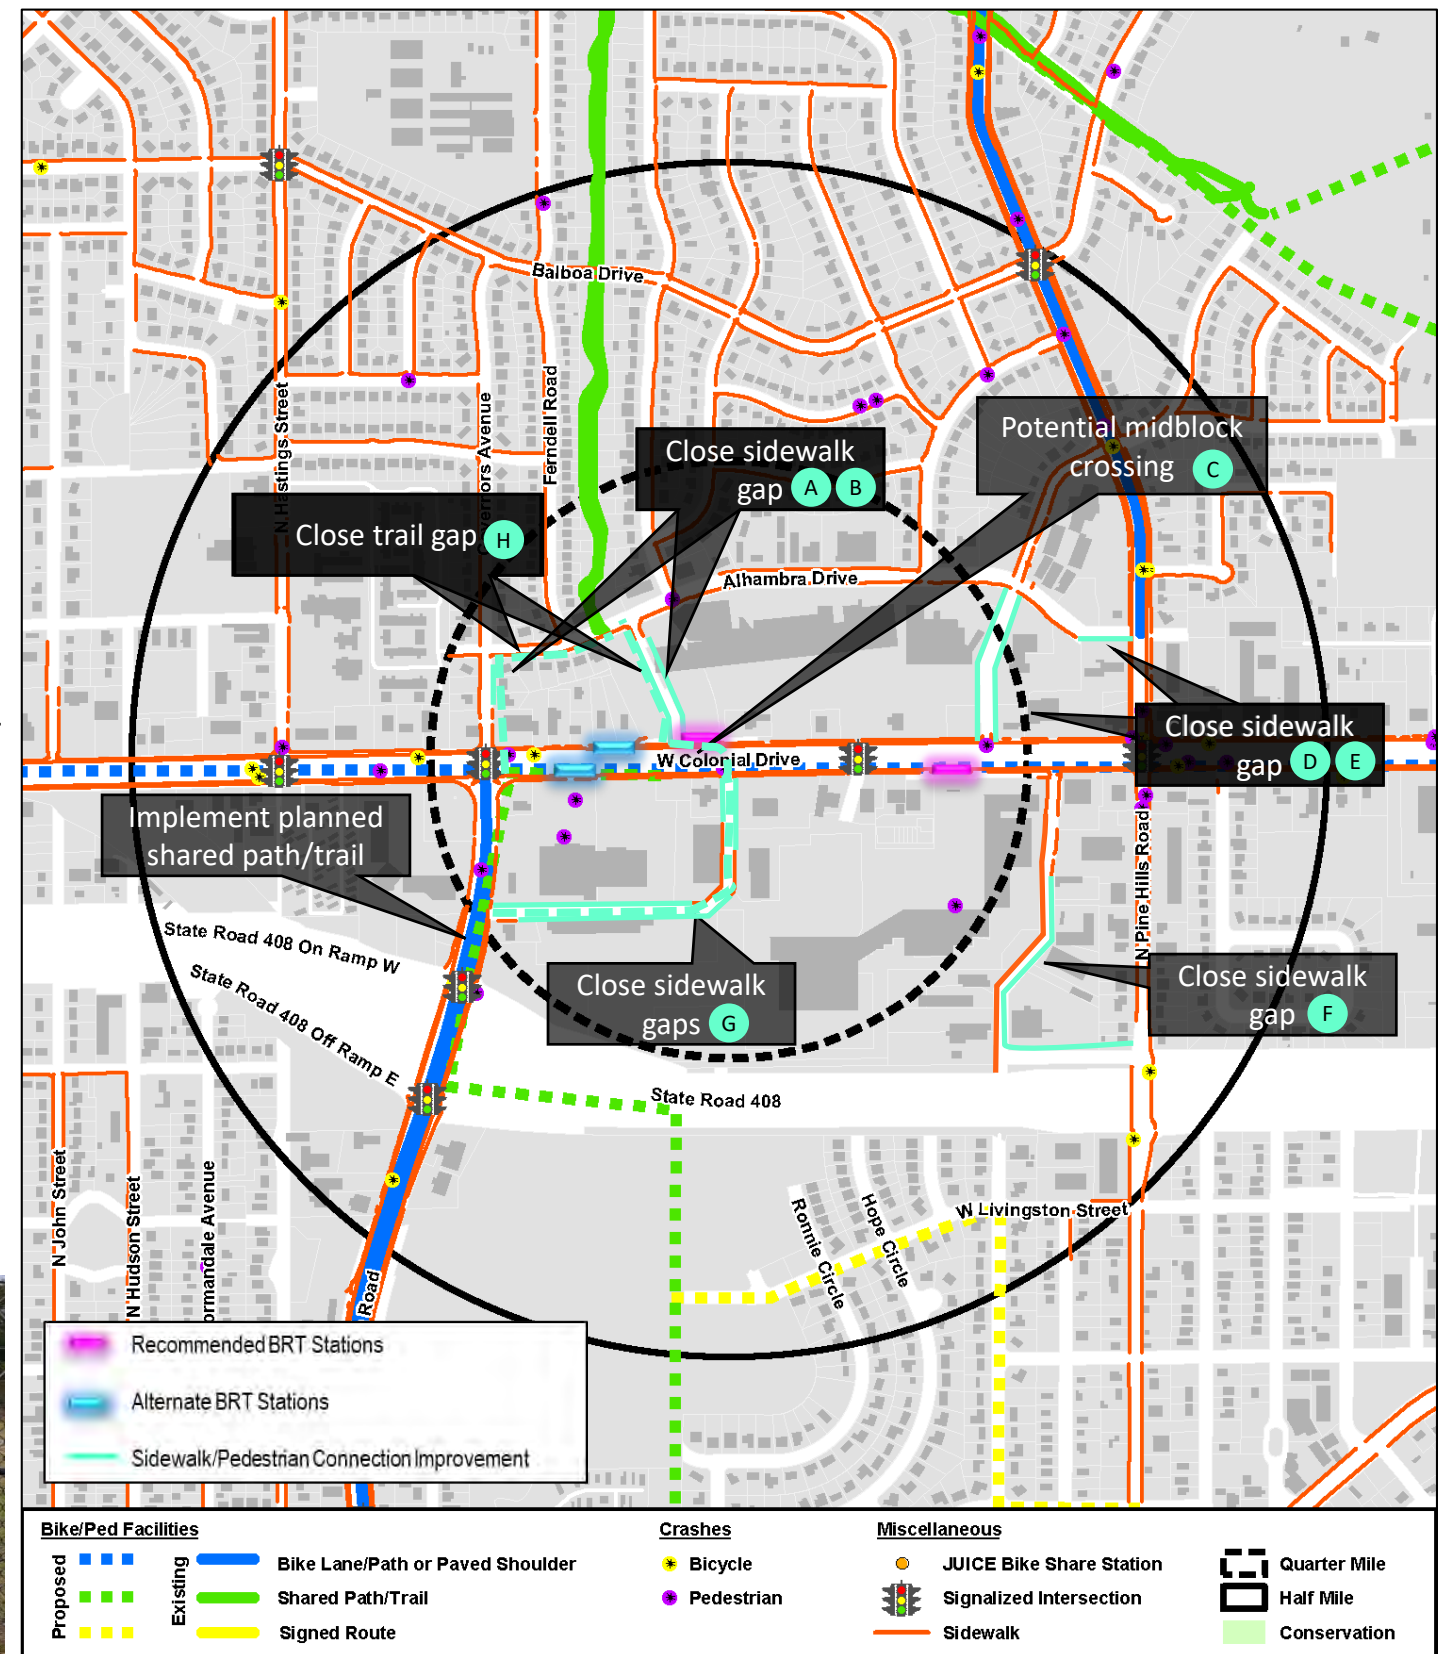 Balboa Drive
N Hastings Street
Ferndell Road
Potential midblock
crossing C
Close sidewalk
gap A B
Close trail gap H
Alhambra Drive
Close sidewalk
gap D E
W Colonial Drive
Implement planned
shared path/trail
State Road 408 On Ramp W
State Road 408 Off Ramp E
N Pine Hills Road
Close sidewalk
gaps G
Close sidewalk
gap F
State Road 408
N John Street
N Hudson Street
ormandale Avenue
Road
Ronnie Circle
Hope Circle
W Livingston Street
Recommended BRT Stations
Alternate BRT Stations
Sidewalk/Pedestrian Connection Improvement
Bike/Ped Facilities
Proposed
Existing
Bike Lane/Path or Paved Shoulder
Shared Path/Trail
Signed Route
Crashes
Bicycle
Pedestrian
Miscellaneous
JUICE Bike Share Station
Signalized Intersection
Sidewalk
Quarter Mile
Half Mile
Conservation